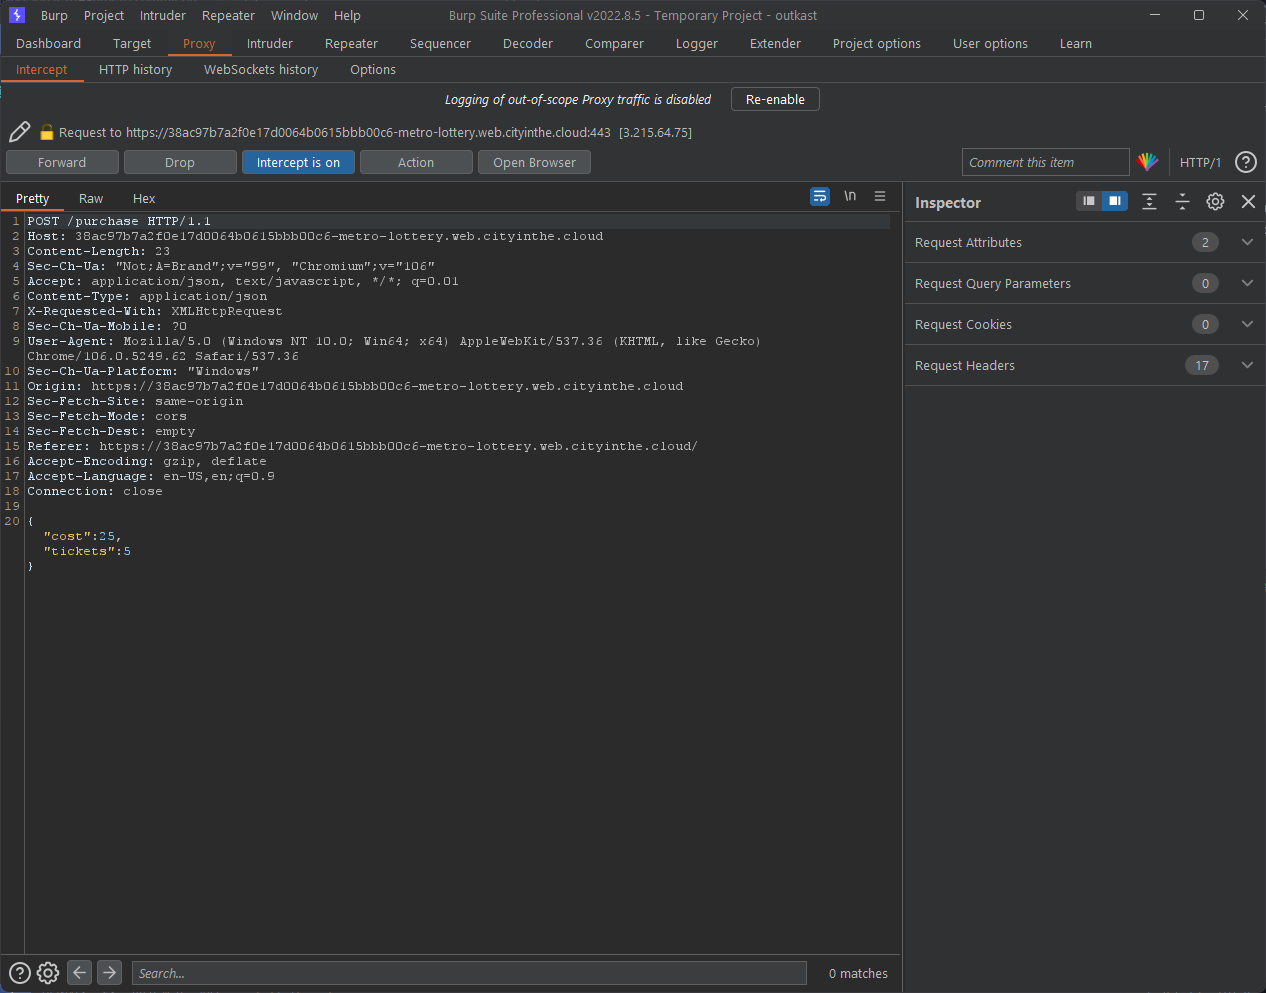 Burp Project Intruder Repeater Window Help Burp Suite Professional v2022.8.5 - Temporary Project - outkast
Dashboard Target Proxy Intruder Repeater Sequencer Decoder Comparer Logger Extender Project options User options Learn
Intercept HTTP history WebSockets history Options
Logging of out-of-scope Proxy traffic is disabled Re-enable
Request to https://38ac97b7a2f0e17d0064b0615bbb00c6-metro-lottery.web.cityinthe.cloud:443 [3.215.64.75]
Forward Drop Intercept is on Action Open Browser Comment this item HTTP/1 ?
Pretty Raw Hex \n
Inspector
1 POST /purchase HTTP/1.1
2 Host: 38ac97b7a2f0e17d0064b0615bbb00c6-metro-lottery.web.cityinthe.cloud
3 Content-Length: 23
4 Sec-Ch-Ua: "Not;A=Brand";v="99", "Chromium";v="106"
5 Accept: application/json, text/javascript, */*; q=0.01
6 Content-Type: application/json
7 X-Requested-With: XMLHttpRequest
8 Sec-Ch-Ua-Mobile: ?0
9 User-Agent: Mozilla/5.0 (Windows NT 10.0; Win64; x64) AppleWebKit/537.36 (KHTML, like Gecko)
Chrome/106.0.5249.62 Safari/537.36
10 Sec-Ch-Ua-Platform: "Windows"
11 Origin: https://38ac97b7a2f0e17d0064b0615bbb00c6-metro-lottery.web.cityinthe.cloud
12 Sec-Fetch-Site: same-origin
13 Sec-Fetch-Mode: cors
14 Sec-Fetch-Dest: empty
15 Referer: https://38ac97b7a2f0e17d0064b0615bbb00c6-metro-lottery.web.cityinthe.cloud/
16 Accept-Encoding: gzip, deflate
17 Accept-Language: en-US,en;q=0.9
18 Connection: close
19
20 {
"cost":25,
"tickets":5
}
Request Attributes 2
Request Query Parameters 0
Request Cookies 0
Request Headers 17
? Search... 0 matches